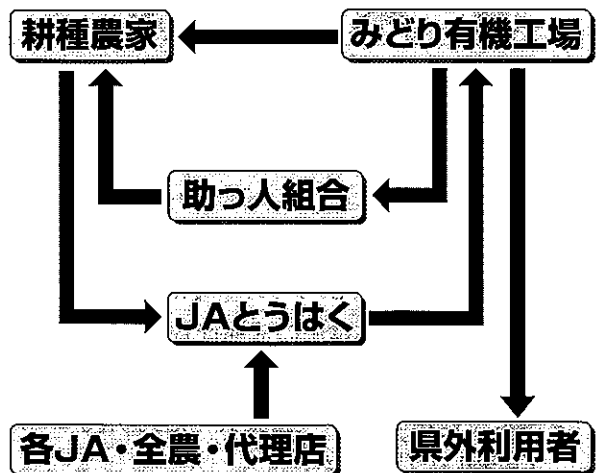 耕種農家
みどり有機工場
助っ人組合
JAとうはく
各JA・全農・代理店
県外利用者